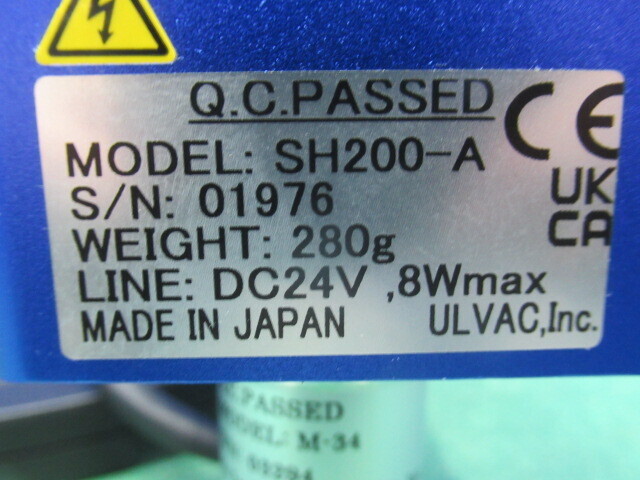 Q.C.PASSED
MODEL: SH200-A
S/N: 01976
WEIGHT: 280g
LINE: DC24V ,8Wmax
MADE IN JAPAN ULVAC,Inc.
CE
UK
CA
.PASSED
MODEL: M-34